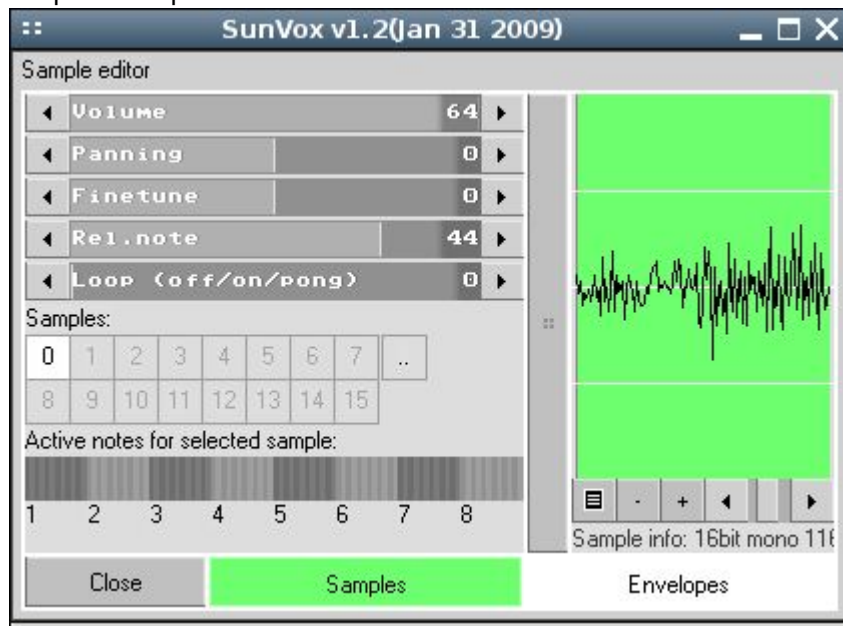 SunVox v1.2(Jan 31 2009)
Sample editor
Volume 64
Panning 0
Finetune 0
Rel.note 44
Loop (off/on/pong) 0
Samples:
0 1 2 3 4 5 6 7 ..
8 9 10 11 12 13 14 15
Active notes for selected sample:
1 2 3 4 5 6 7 8
- +
Sample info: 16bit mono 116
Close Samples Envelopes